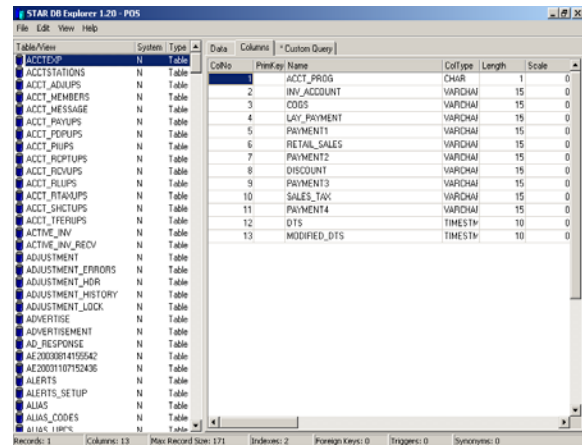 STAR DB Explorer 1.20 - POS
File Edit View Help
Table/View System Type
ACCTEXP N Table
ACCTSTATIONS N Table
ACCT_ADJUPS N Table
ACCT_MEMBERS N Table
ACCT_MESSAGE N Table
ACCT_PAYUPS N Table
ACCT_PDPUPS N Table
ACCT_PIUPS N Table
ACCT_RCPTUPS N Table
ACCT_RCVUPS N Table
ACCT_RLUPS N Table
ACCT_RTAXUPS N Table
ACCT_SHCTUPS N Table
ACCT_TFERUPS N Table
ACTIVE_INV N Table
ACTIVE_INV_RECV N Table
ADJUSTMENT N Table
ADJUSTMENT_ERRORS N Table
ADJUSTMENT_HDR N Table
ADJUSTMENT_HISTORY N Table
ADJUSTMENT_LOCK N Table
ADVERTISE N Table
ADVERTISEMENT N Table
AD_RESPONSE N Table
AE20030814155542 N Table
AE20031107152436 N Table
ALERTS N Table
ALERTS_SETUP N Table
ALIAS N Table
ALIAS_CODES N Table
ALIAS_UPCS N Table
Data Columns * Custom Query
ColNo PrimKey Name ColType Length Scale
1 ACCT_PROG CHAR 1 0
2 INV_ACCOUNT VARCHAR 15 0
3 COGS VARCHAR 15 0
4 LAY_PAYMENT VARCHAR 15 0
5 PAYMENT1 VARCHAR 15 0
6 RETAIL_SALES VARCHAR 15 0
7 PAYMENT2 VARCHAR 15 0
8 DISCOUNT VARCHAR 15 0
9 PAYMENT3 VARCHAR 15 0
10 SALES_TAX VARCHAR 15 0
11 PAYMENT4 VARCHAR 15 0
12 DTS TIMESTM 10 0
13 MODIFIED_DTS TIMESTM 10 0
Records: 1 Columns: 13 Max Record Size: 171 Indexes: 2 Foreign Keys: 0 Triggers: 0 Synonyms: 0